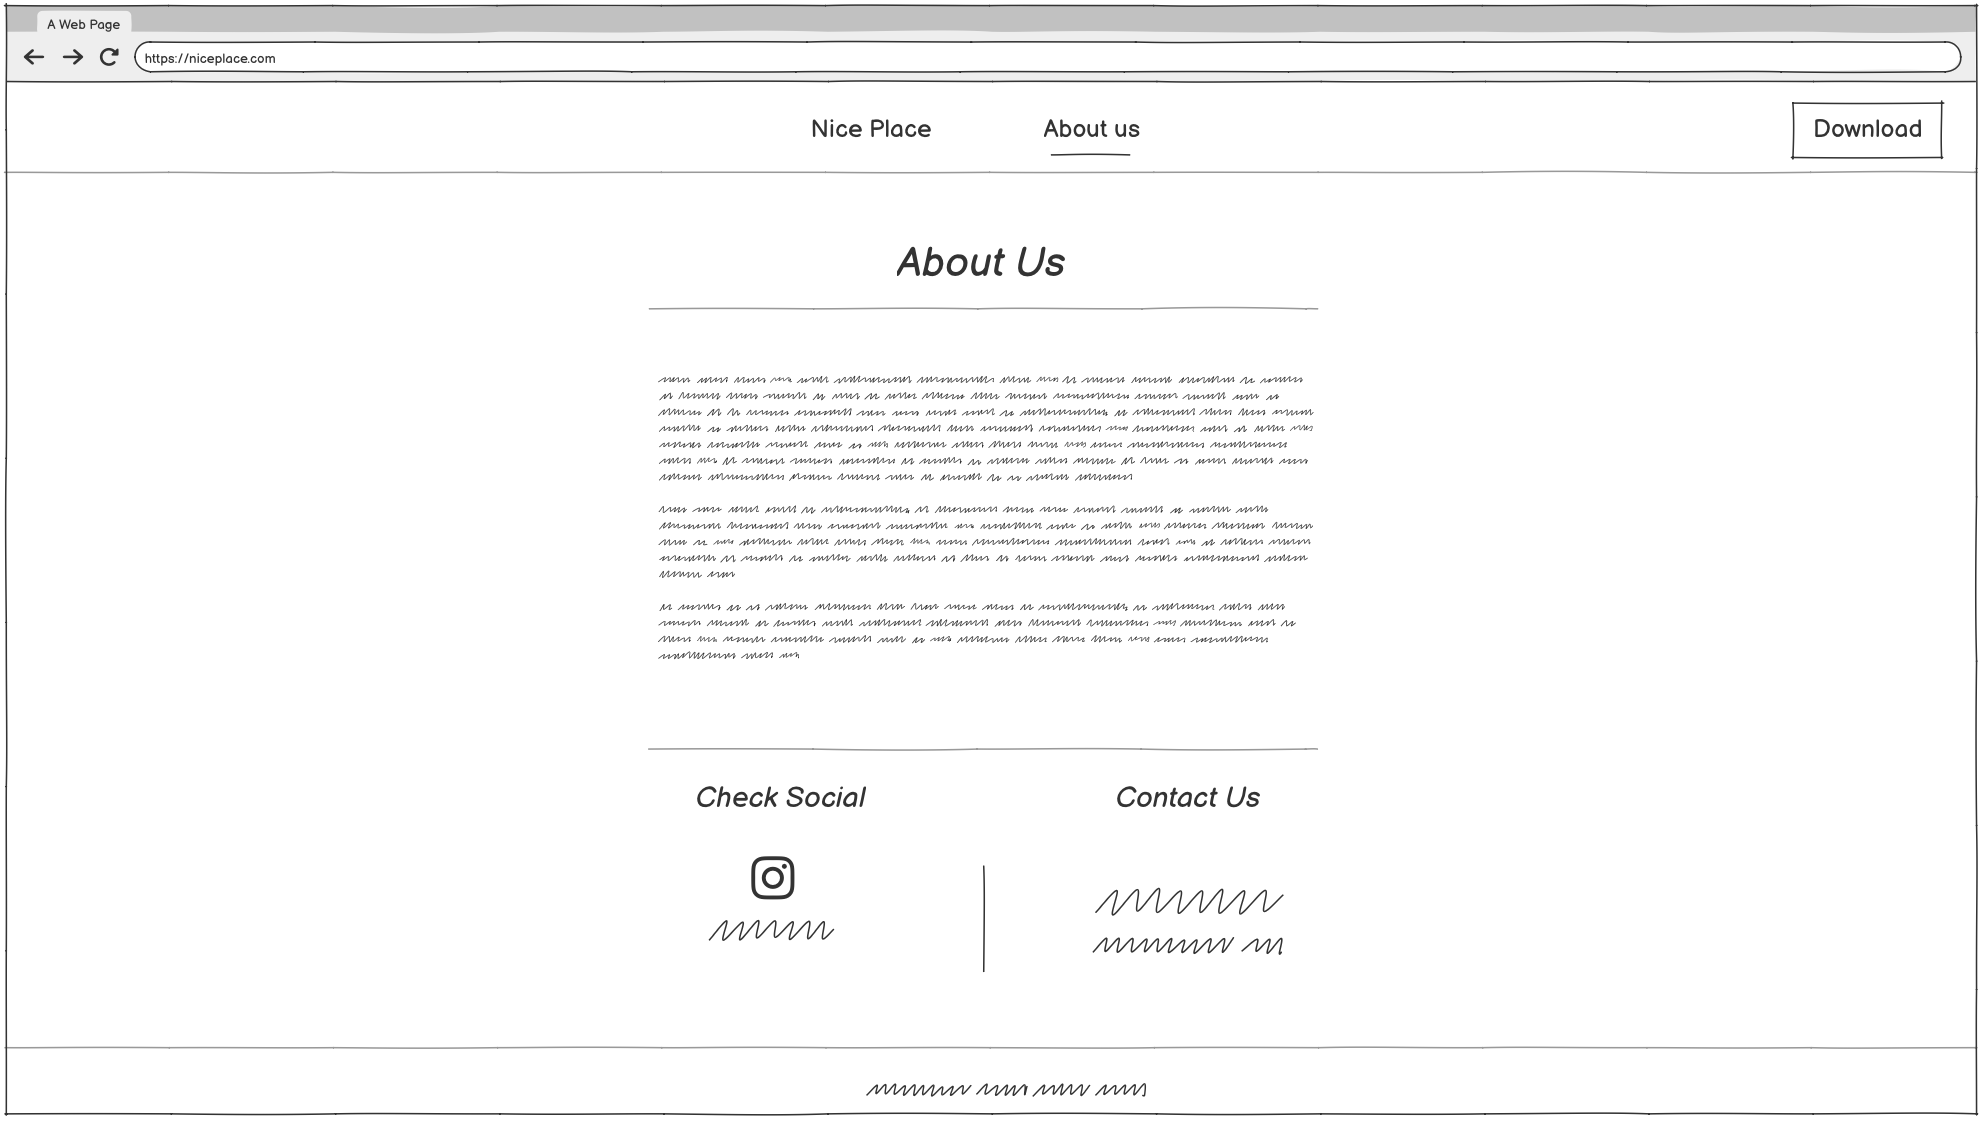 A Web Page
https://niceplace.com
Nice Place
About us
Download
About Us
Check Social
Contact Us